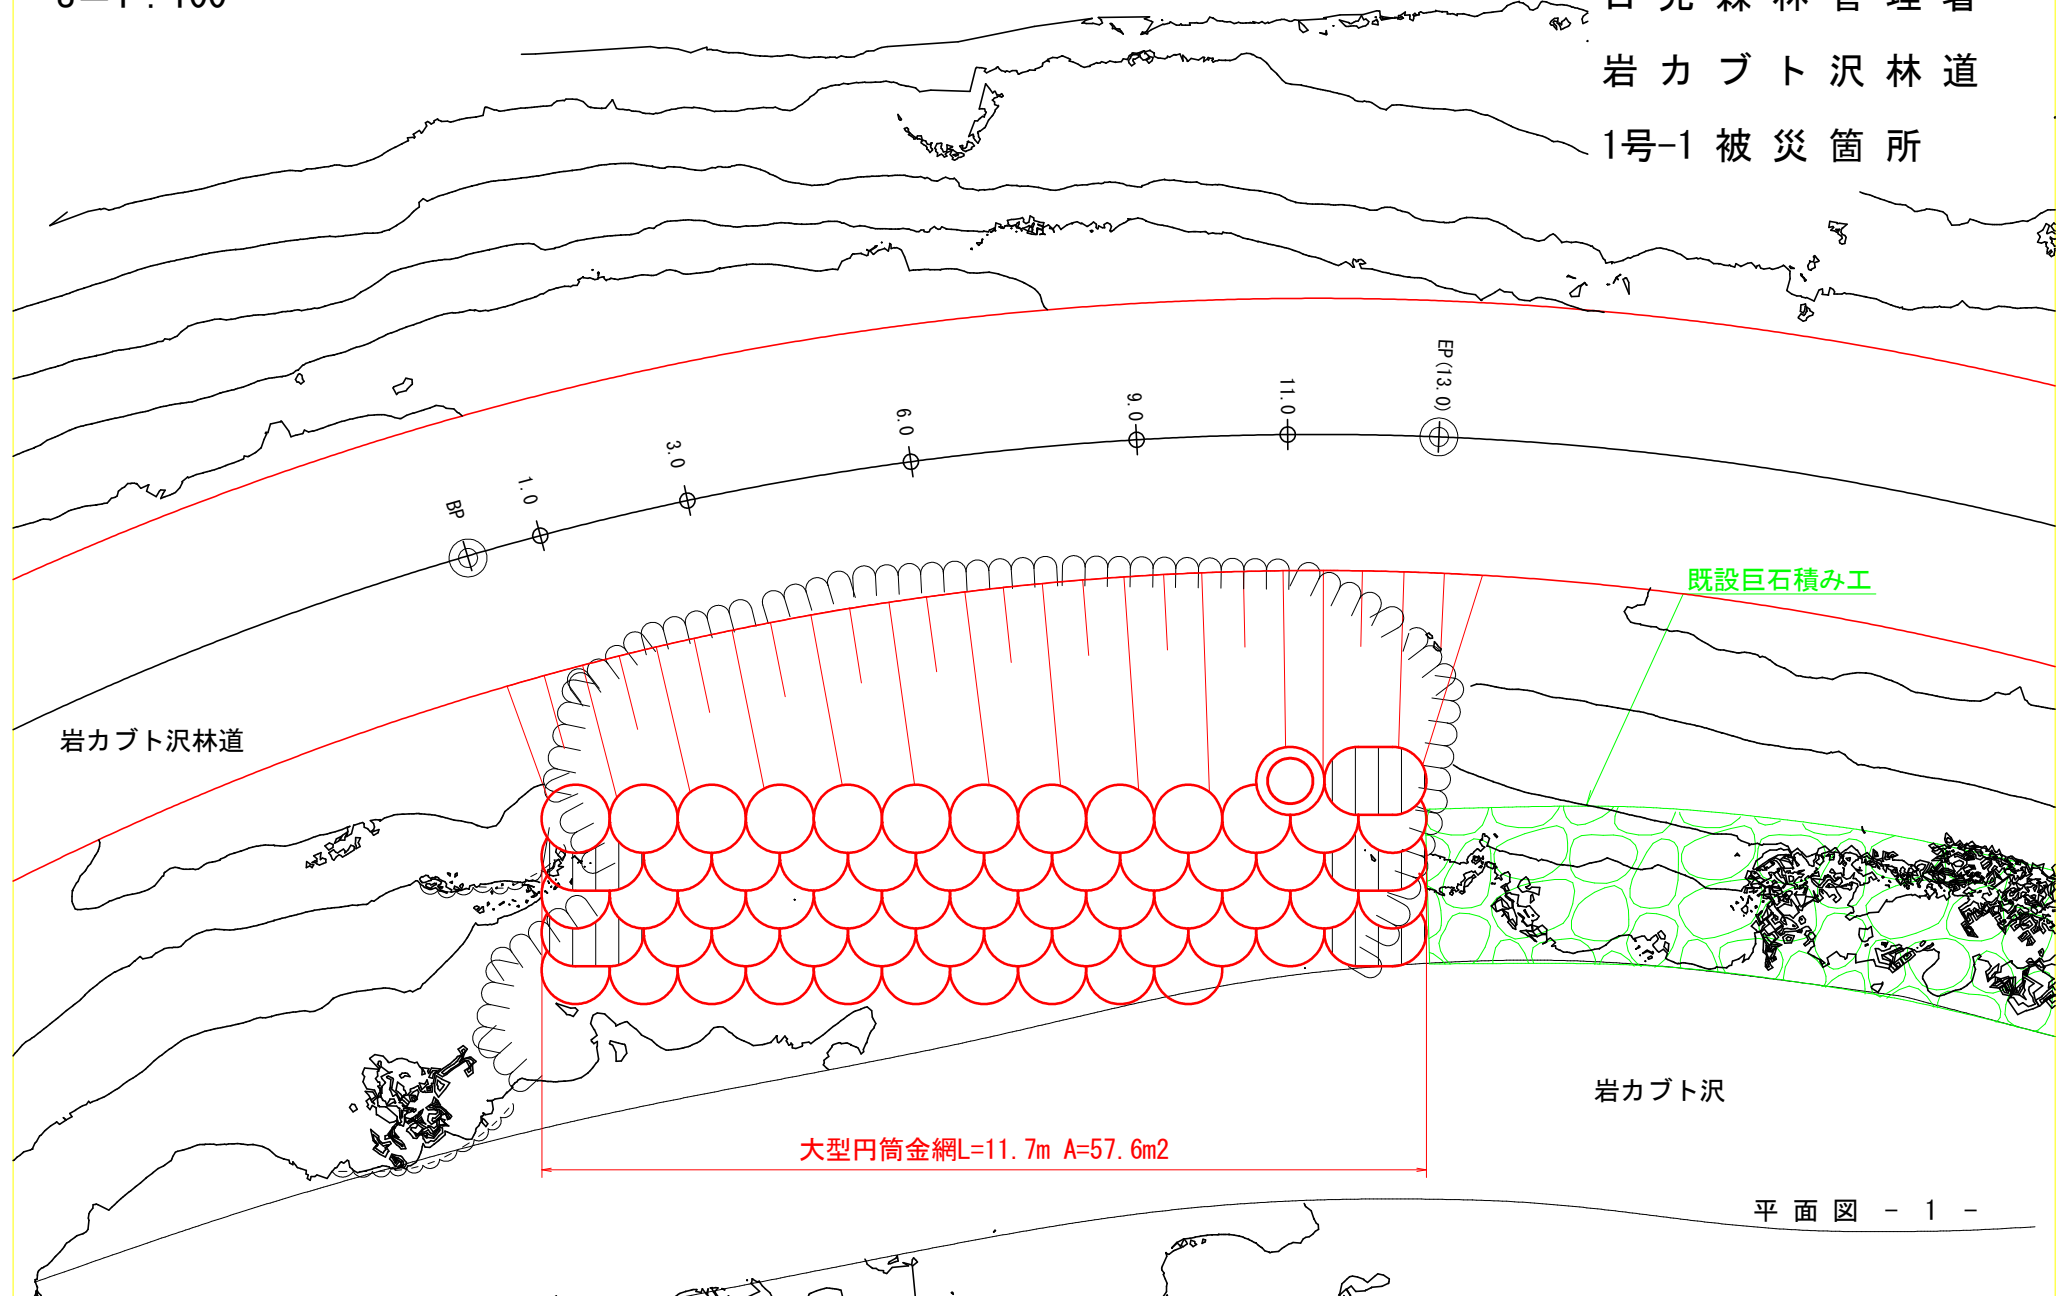 岩カブト沢林道
1号-1 被災箇所
EP(13.0)
11.0
9.0
6.0
3.0
1.0
BP
既設巨石積み工
岩カブト沢林道
岩カブト沢
大型円筒金網L=11.7m A=57.6m2
平面図 - 1 -